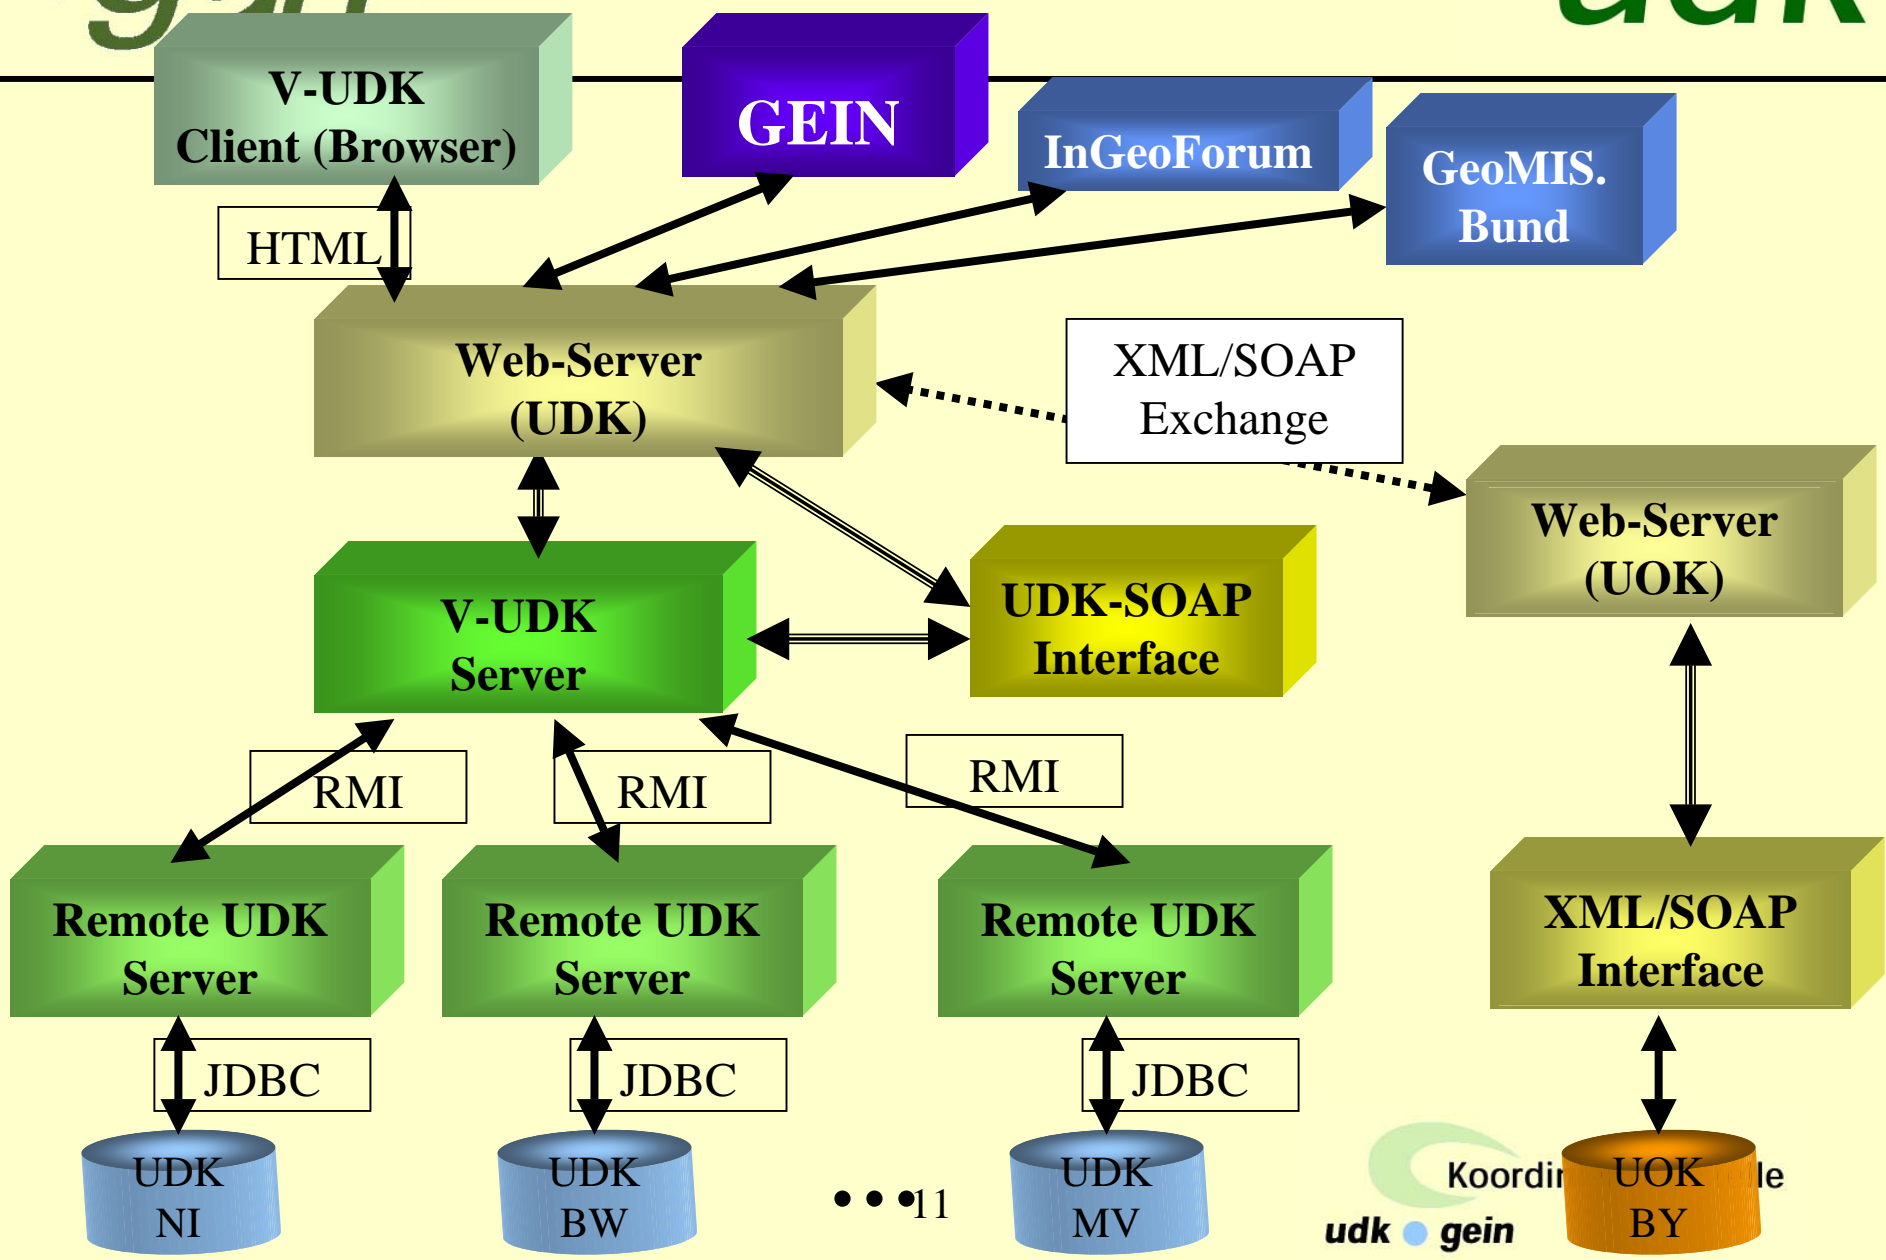 gein
udk
V-UDK
Client (Browser)
GEIN
InGeoForum
GeoMIS.
Bund
HTML
Web-Server
(UDK)
XML/SOAP
Exchange
Web-Server
(UOK)
V-UDK
Server
UDK-SOAP
Interface
RMI
RMI
RMI
Remote UDK
Server
Remote UDK
Server
Remote UDK
Server
XML/SOAP
Interface
JDBC
JDBC
JDBC
UDK
NI
UDK
BW
•••
11
UDK
MV
udk gein
UOK
BY